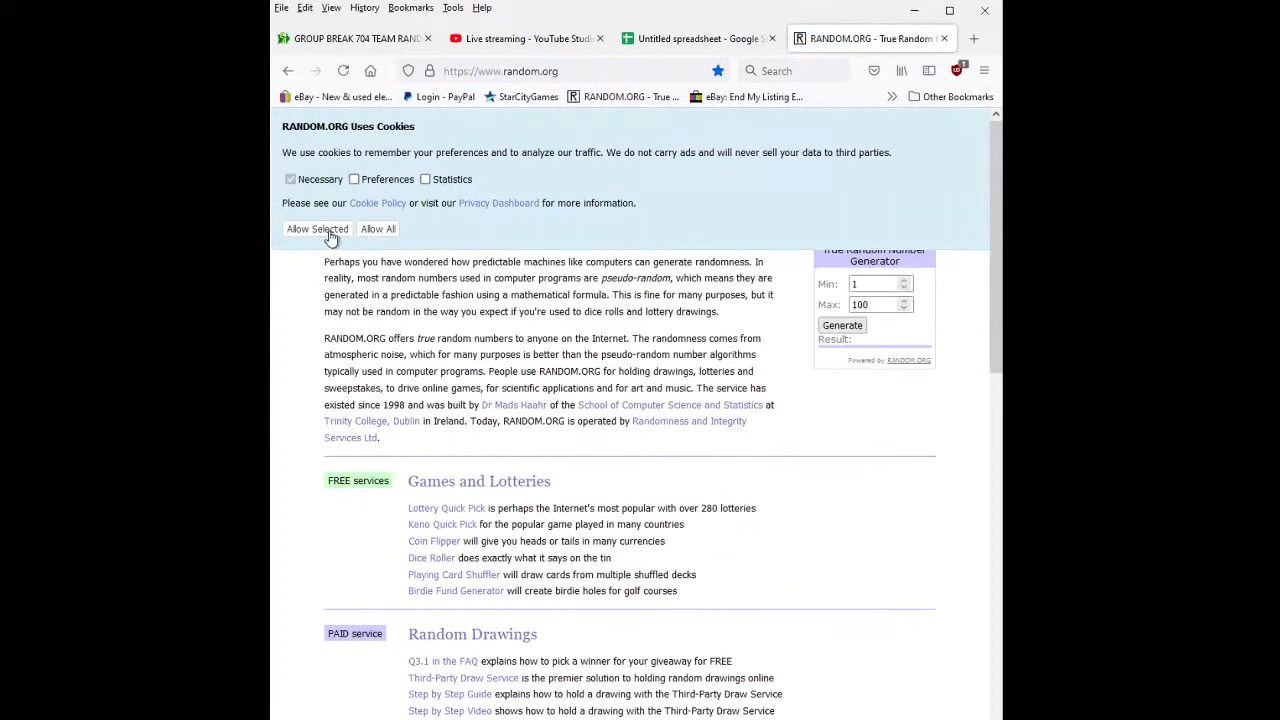 File Edit View History Bookmarks Tools Help
GROUP BREAK 704 TEAM RAND
Live streaming - YouTube Studi
Untitled spreadsheet - Google S
RANDOM.ORG - True Random
https://www.random.org
Search
1
eBay - New & used ele...
Login - PayPal
StarCityGames
RANDOM.ORG - True ...
eBay: End My Listing E...
Other Bookmarks
RANDOM.ORG Uses Cookies
We use cookies to remember your preferences and to analyze our traffic. We do not carry ads and will never sell your data to third parties.
Necessary Preferences Statistics
Please see our Cookie Policy or visit our Privacy Dashboard for more information.
Allow Selected Allow All
Perhaps you have wondered how predictable machines like computers can generate randomness. In
reality, most random numbers used in computer programs are pseudo-random, which means they are
generated in a predictable fashion using a mathematical formula. This is fine for many purposes, but it
may not be random in the way you expect if you're used to dice rolls and lottery drawings.
RANDOM.ORG offers true random numbers to anyone on the Internet. The randomness comes from
atmospheric noise, which for many purposes is better than the pseudo-random number algorithms
typically used in computer programs. People use RANDOM.ORG for holding drawings, lotteries and
sweepstakes, to drive online games, for scientific applications and for art and music. The service has
existed since 1998 and was built by Dr Mads Haahr of the School of Computer Science and Statistics at
Trinity College, Dublin in Ireland. Today, RANDOM.ORG is operated by Randomness and Integrity
Services Ltd.
True Random Number
Generator
Min: 1
Max: 100
Generate
Result:
Powered by RANDOM.ORG
FREE services
Games and Lotteries
Lottery Quick Pick is perhaps the Internet's most popular with over 280 lotteries
Keno Quick Pick for the popular game played in many countries
Coin Flipper will give you heads or tails in many currencies
Dice Roller does exactly what it says on the tin
Playing Card Shuffler will draw cards from multiple shuffled decks
Birdie Fund Generator will create birdie holes for golf courses
PAID service
Random Drawings
Q3.1 in the FAQ explains how to pick a winner for your giveaway for FREE
Third-Party Draw Service is the premier solution to holding random drawings online
Step by Step Guide explains how to hold a drawing with the Third-Party Draw Service
Step by Step Video shows how to hold a drawing with the Third-Party Draw Service